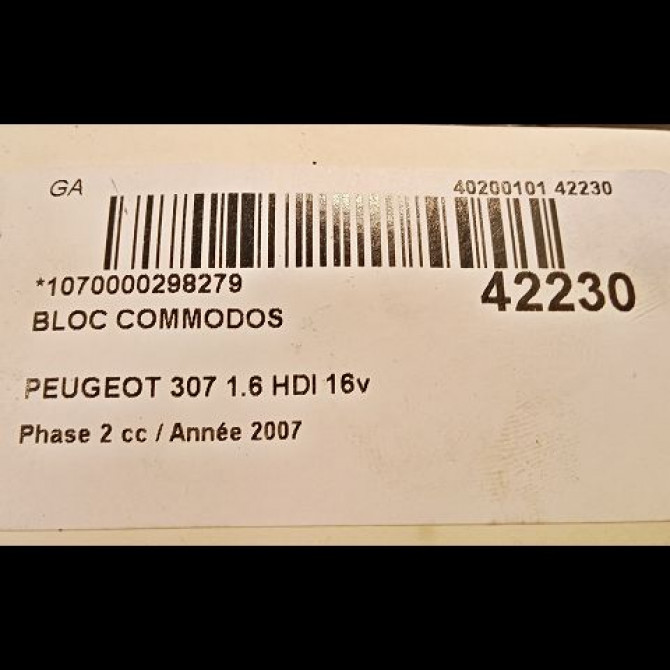 GA
40200101 42230
*1070000298279
42230
BLOC COMMODOS
PEUGEOT 307 1.6 HDI 16v
Phase 2 cc / Année 2007